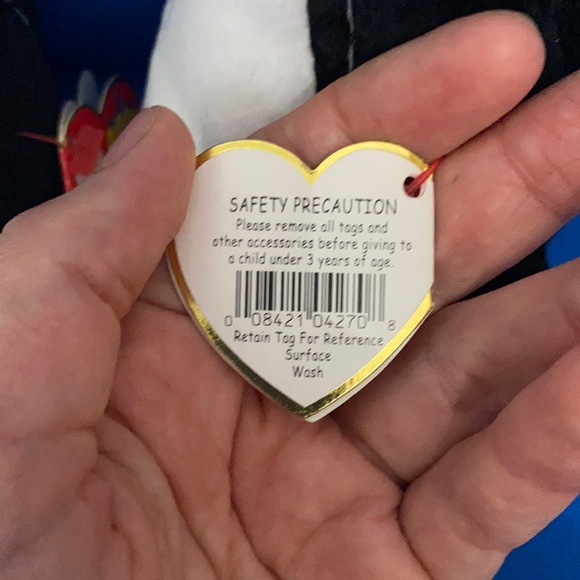 SAFETY PRECAUTION
Please remove all tags and
other accessories before giving to
a child under 3 years of age.
0 08421 04270 8
Retain Tag For Reference
Surface
Wash